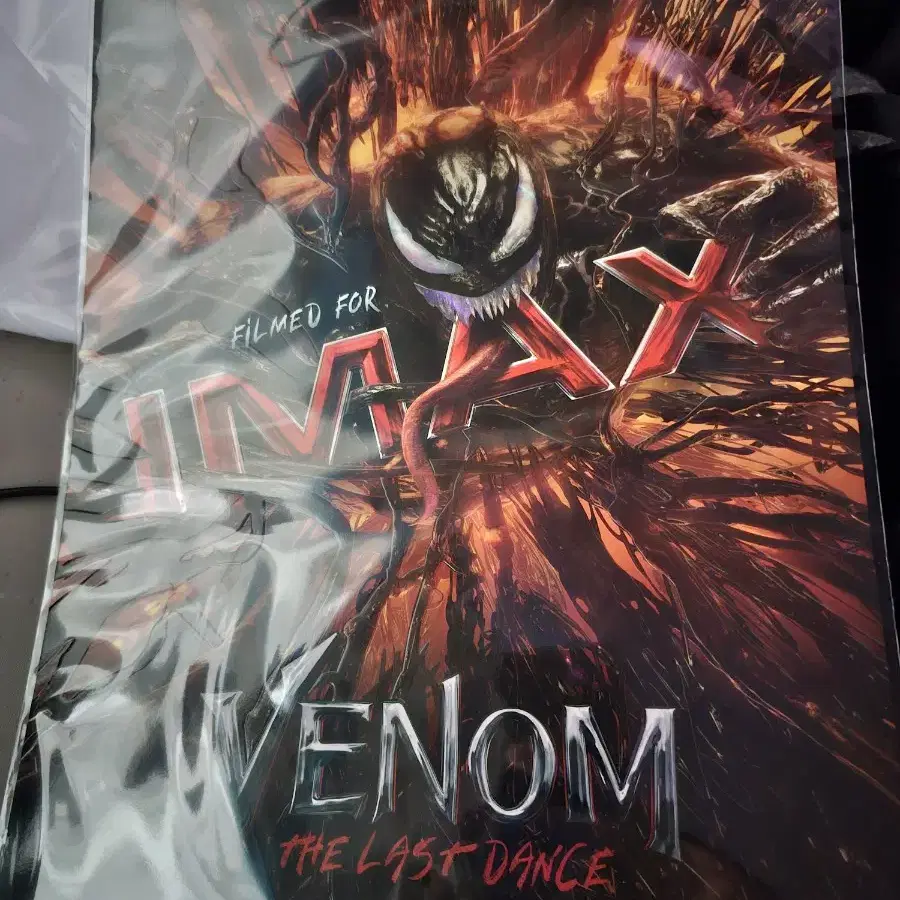 FiLMED FOR
IMAX
VENOM
THE LAST DANCE